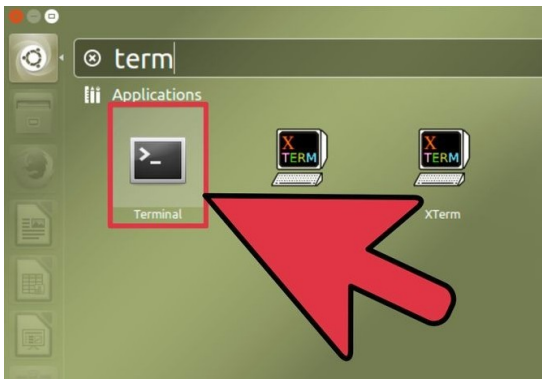 term
Applications
>_
X
TERM
X
TERM
Terminal
XTerm